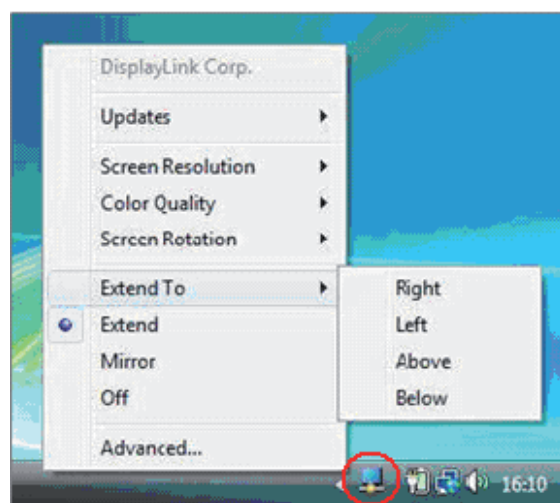 DisplayLink Corp.
Updates
Screen Resolution
Color Quality
Screen Rotation
Extend To
Extend
Mirror
Off
Advanced...
Right
Left
Above
Below
16:10